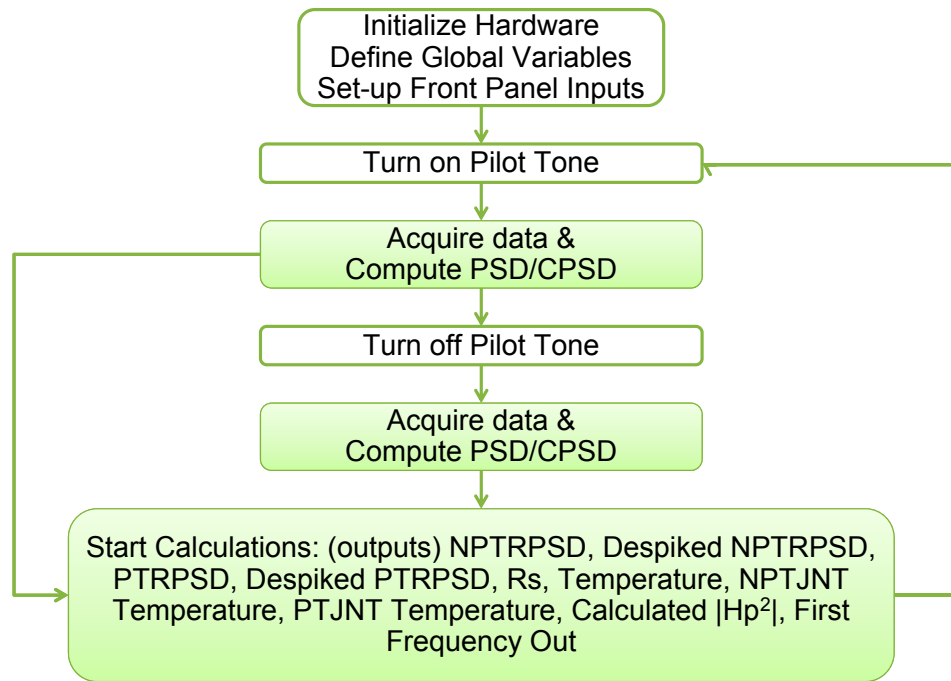 Initialize Hardware
Define Global Variables
Set-up Front Panel Inputs
Turn on Pilot Tone
Acquire data &
Compute PSD/CPSD
Turn off Pilot Tone
Acquire data &
Compute PSD/CPSD
Start Calculations: (outputs) NPTRPSD, Despiked NPTRPSD,
PTRPSD, Despiked PTRPSD, Rs, Temperature, NPTJNT
Temperature, PTJNT Temperature, Calculated |Hp²|, First
Frequency Out